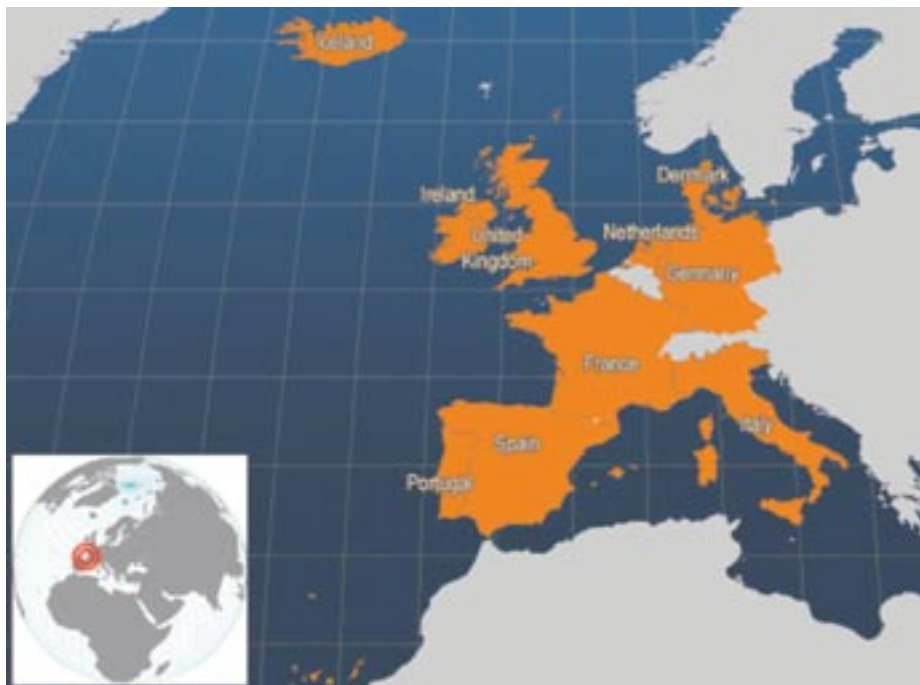 Iceland
Denmark
Ireland
United
Kingdom
Netherlands
Germany
France
Italy
Spain
Portugal